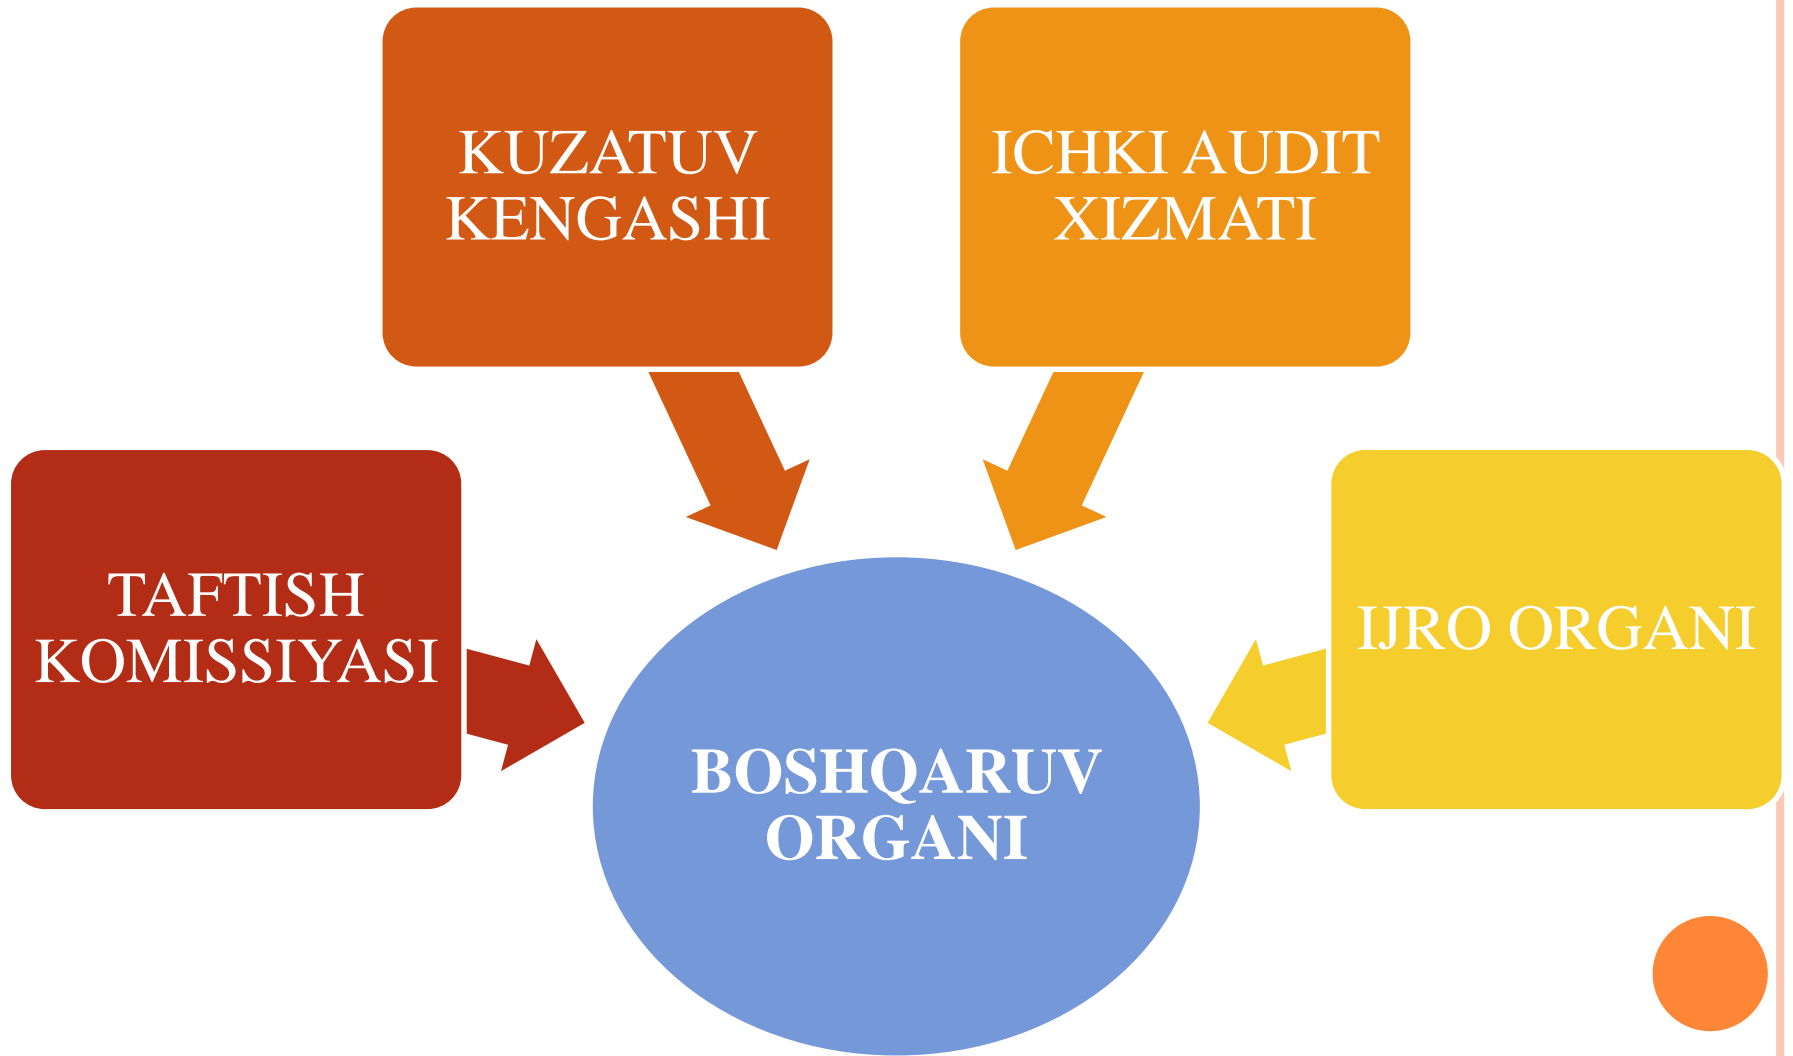 KUZATUV
KENGASHI
ICHKI AUDIT
XIZMATI
TAFTISH
KOMISSIYASI
IJRO ORGANI
BOSHQARUV
ORGANI